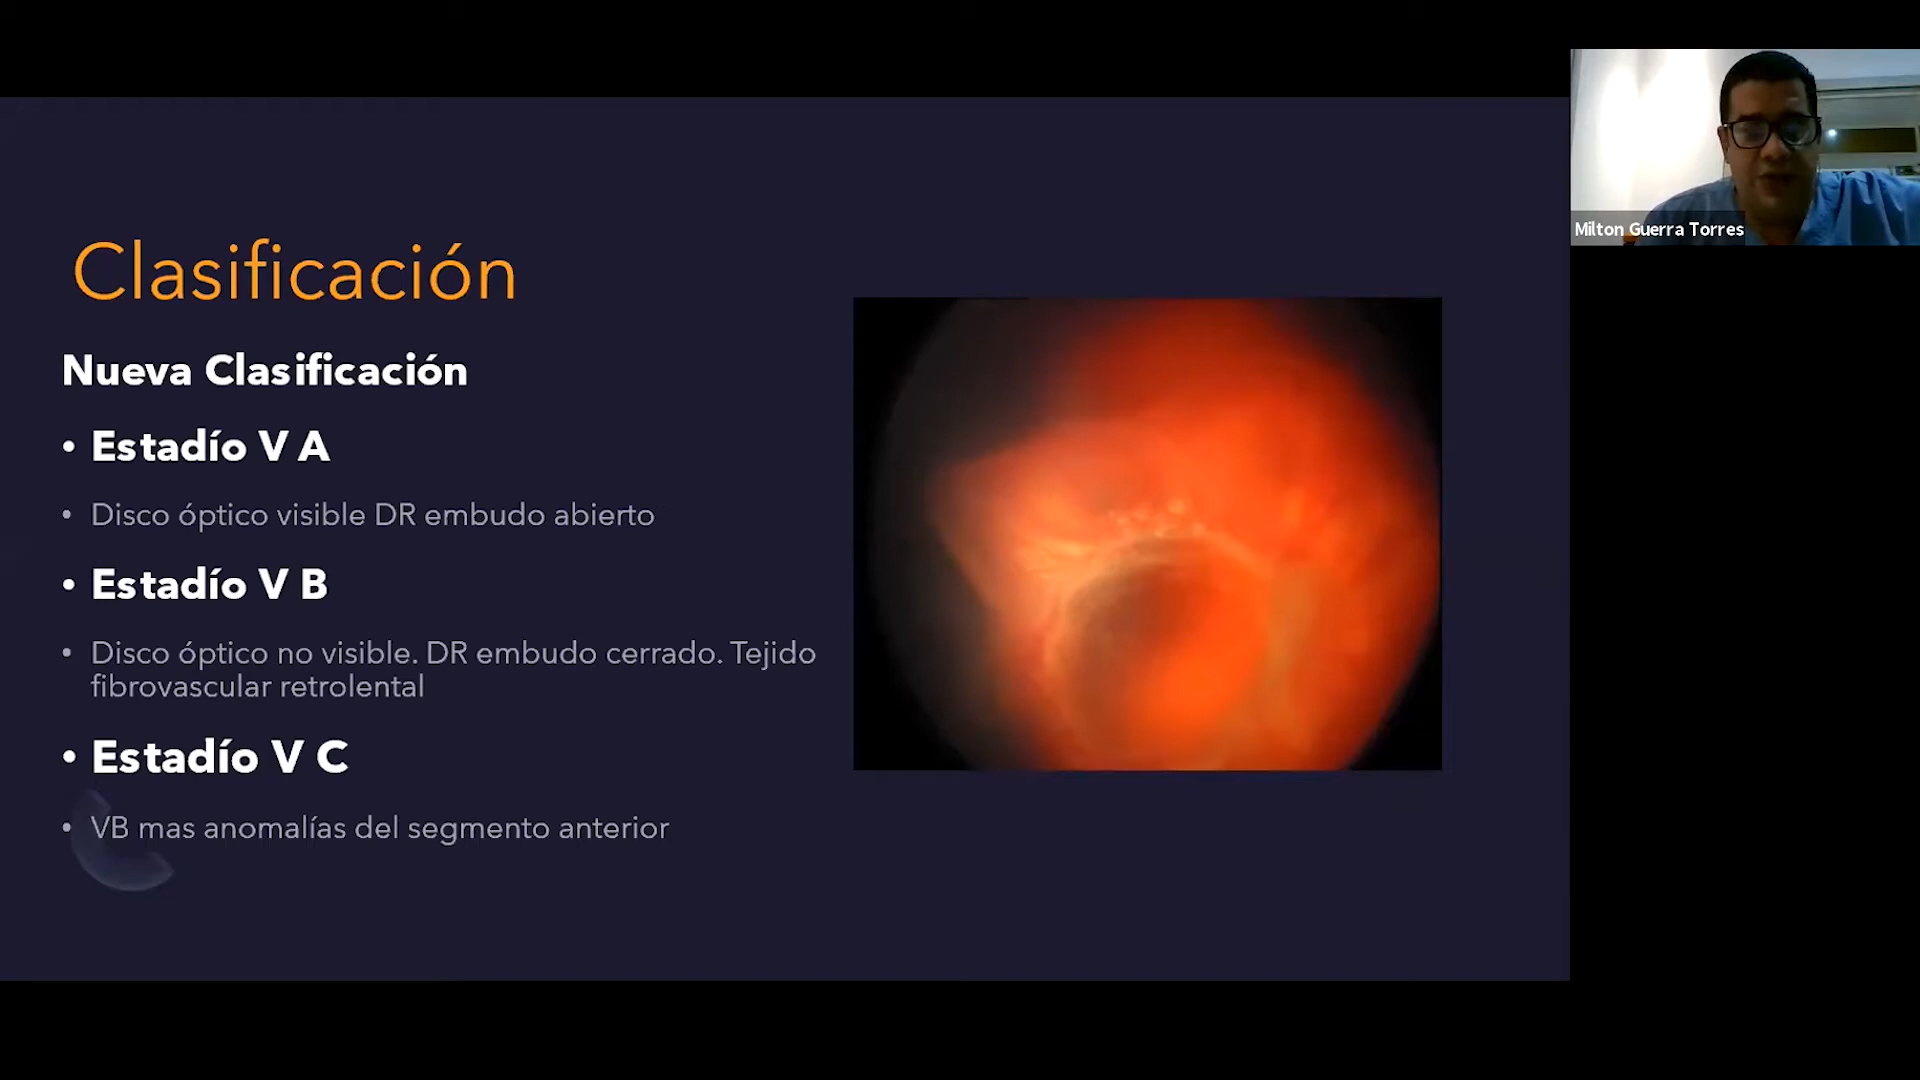 Clasificación
Nueva Clasificación
• Estadío V A
• Disco óptico visible DR embudo abierto
• Estadío V B
• Disco óptico no visible. DR embudo cerrado. Tejido
fibrovascular retrolental
• Estadío V C
• VB mas anomalías del segmento anterior
Milton Guerra Torres